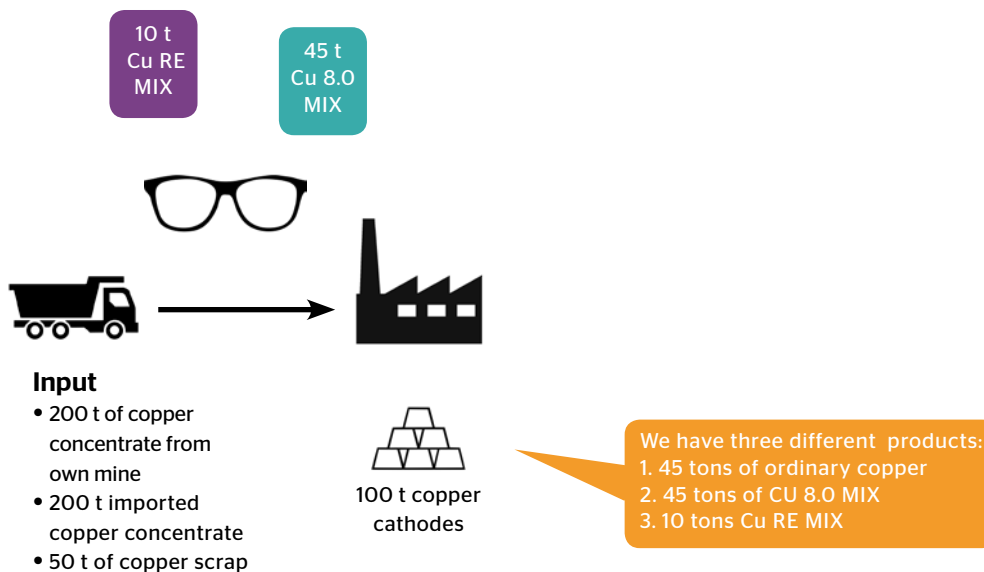 10 t
Cu RE
MIX
45 t
Cu 8.0
MIX
Input
• 200 t of copper
concentrate from
own mine
• 200 t imported
copper concentrate
• 50 t of copper scrap
100 t copper
cathodes
We have three different products:
1. 45 tons of ordinary copper
2. 45 tons of CU 8.0 MIX
3. 10 tons Cu RE MIX